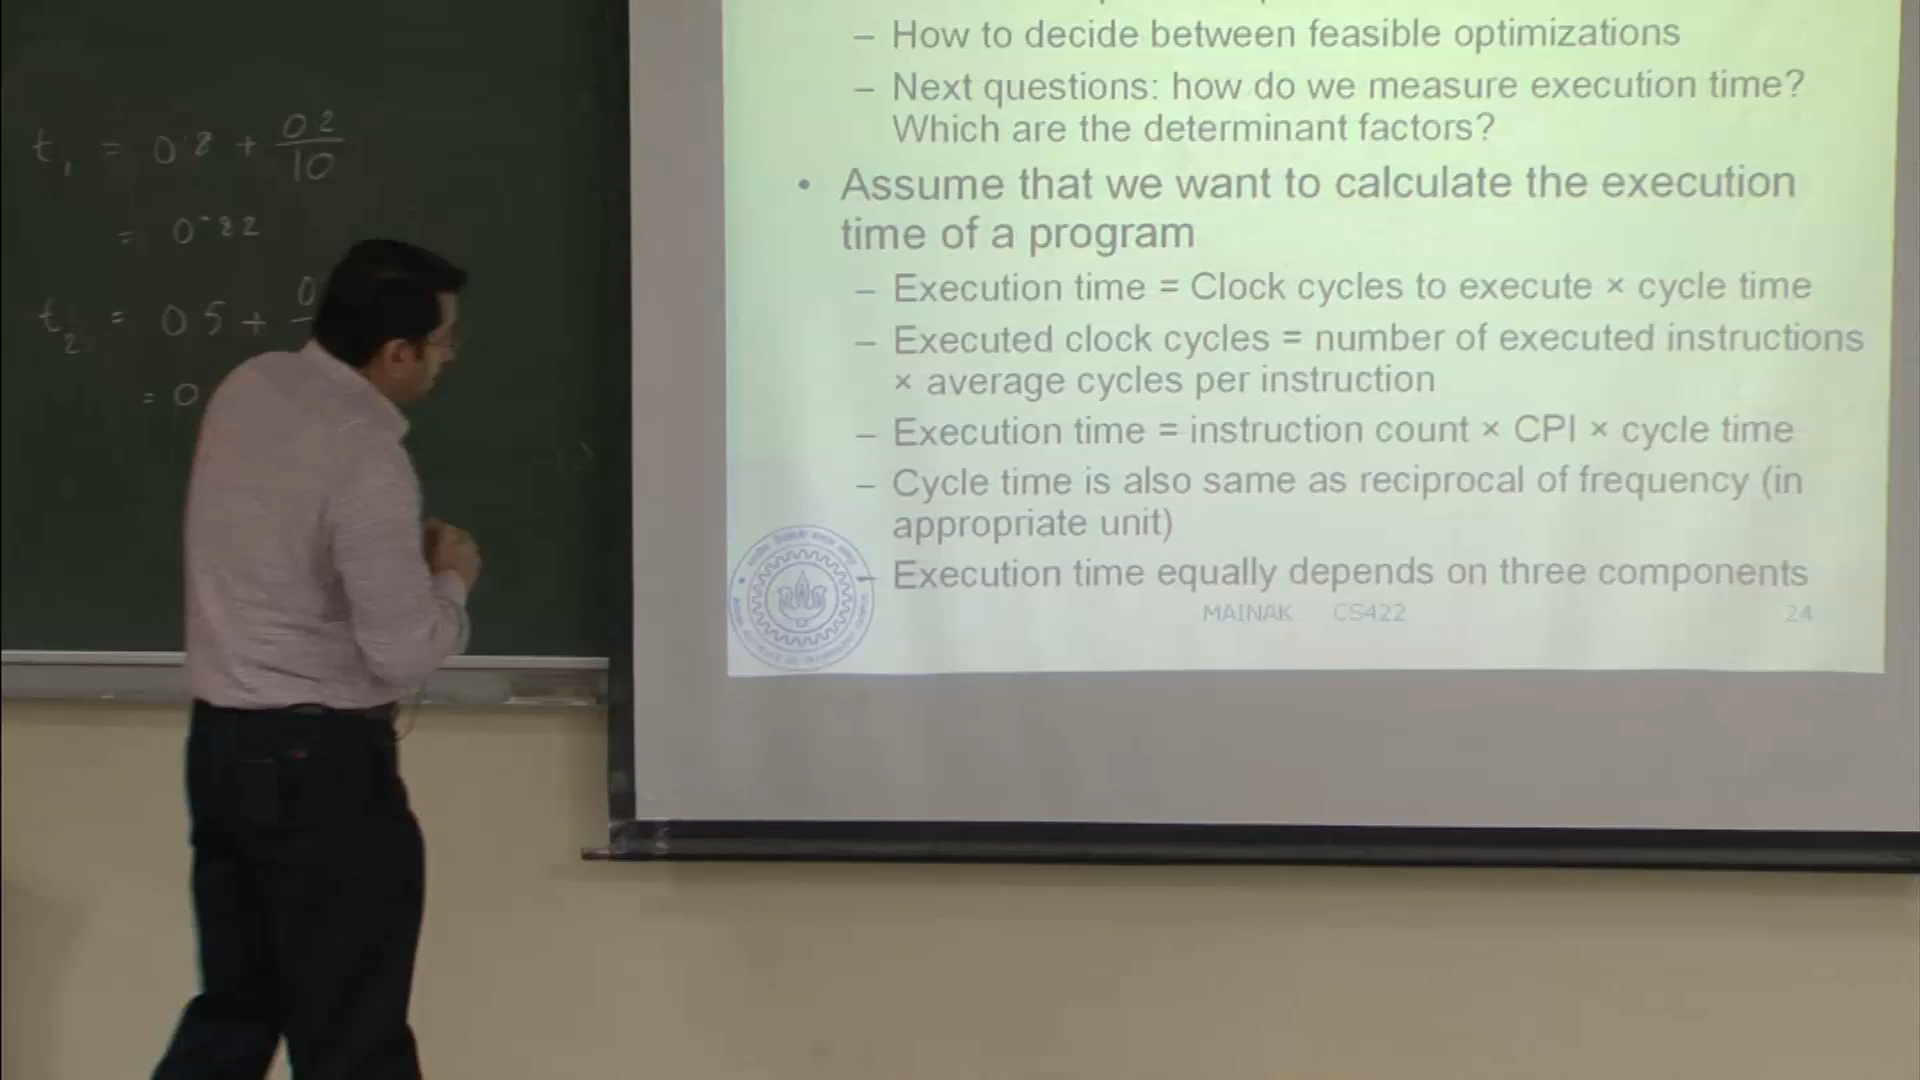 t₁ = 0.8 + 0.2/10
= 0.82
t₂ = 0.5 + 0
= 0
– How to decide between feasible optimizations
– Next questions: how do we measure execution time?
Which are the determinant factors?
• Assume that we want to calculate the execution
time of a program
– Execution time = Clock cycles to execute × cycle time
– Executed clock cycles = number of executed instructions
× average cycles per instruction
– Execution time = instruction count × CPI × cycle time
– Cycle time is also same as reciprocal of frequency (in
appropriate unit)
– Execution time equally depends on three components
MAINAK CS422
24